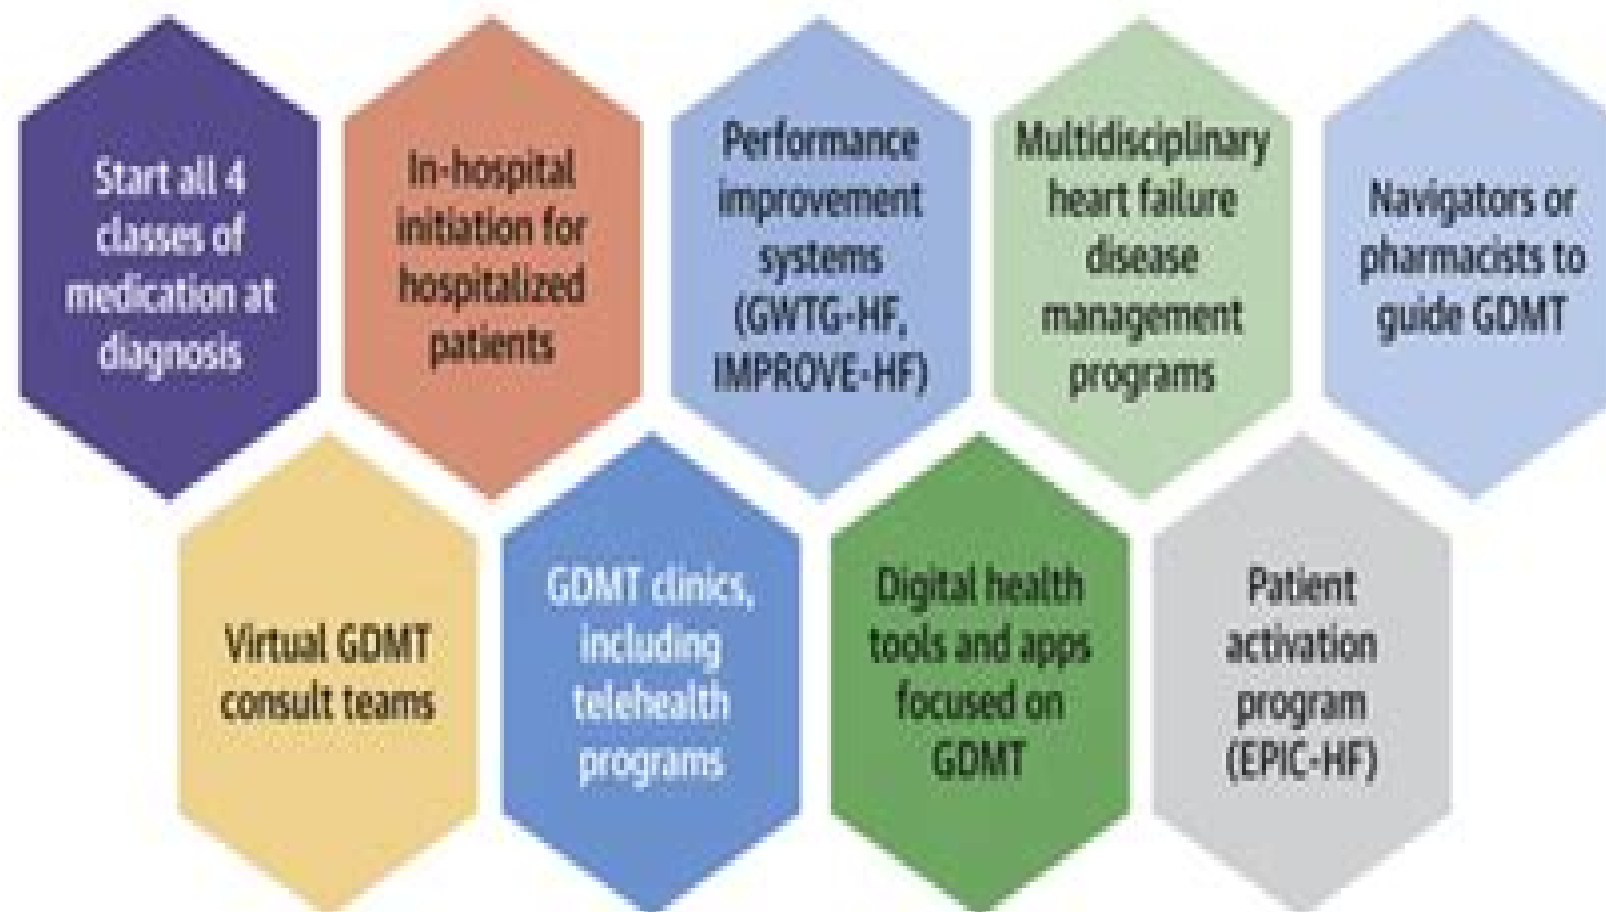 Start all 4
classes of
medication at
diagnosis
In-hospital
initiation for
hospitalized
patients
Performance
improvement
systems
(GWTG-HF,
IMPROVE-HF)
Multidisciplinary
heart failure
disease
management
programs
Navigators or
pharmacists to
guide GDMT
Virtual GDMT
consult teams
GDMT clinics,
including
telehealth
programs
Digital health
tools and apps
focused on
GDMT
Patient
activation
program
(EPIC-HF)